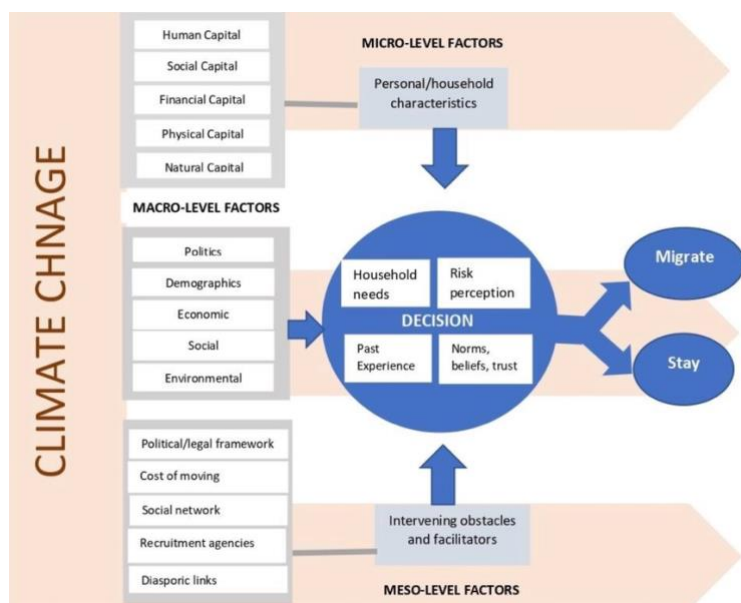 CLIMATE CHNAGE
Human Capital
Social Capital
Financial Capital
Physical Capital
Natural Capital
MICRO-LEVEL FACTORS
Personal/household
characteristics
MACRO-LEVEL FACTORS
Politics
Demographics
Economic
Social
Environmental
Household
needs
Risk
perception
DECISION
Past
Experience
Norms,
beliefs, trust
Migrate
Stay
Political/legal framework
Cost of moving
Social network
Recruitment agencies
Diasporic links
Intervening obstacles
and facilitators
MESO-LEVEL FACTORS